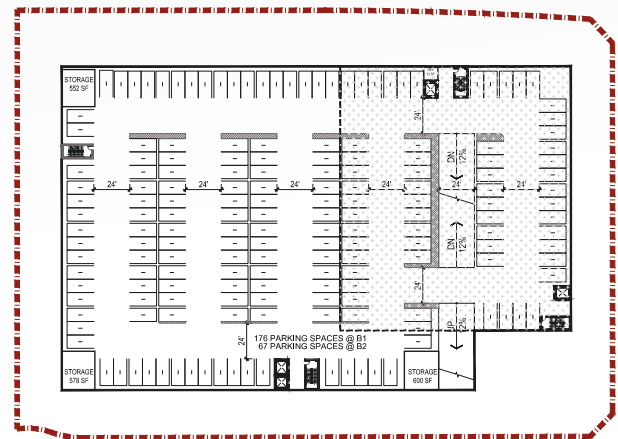 STORAGE
552 SF
24'
DN
12%
24'
24'
24'
24'
24'
24'
DN
12%
24'
UP
12%
24'
176 PARKING SPACES @ B1
67 PARKING SPACES @ B2
STORAGE
578 SF
STORAGE
600 SF